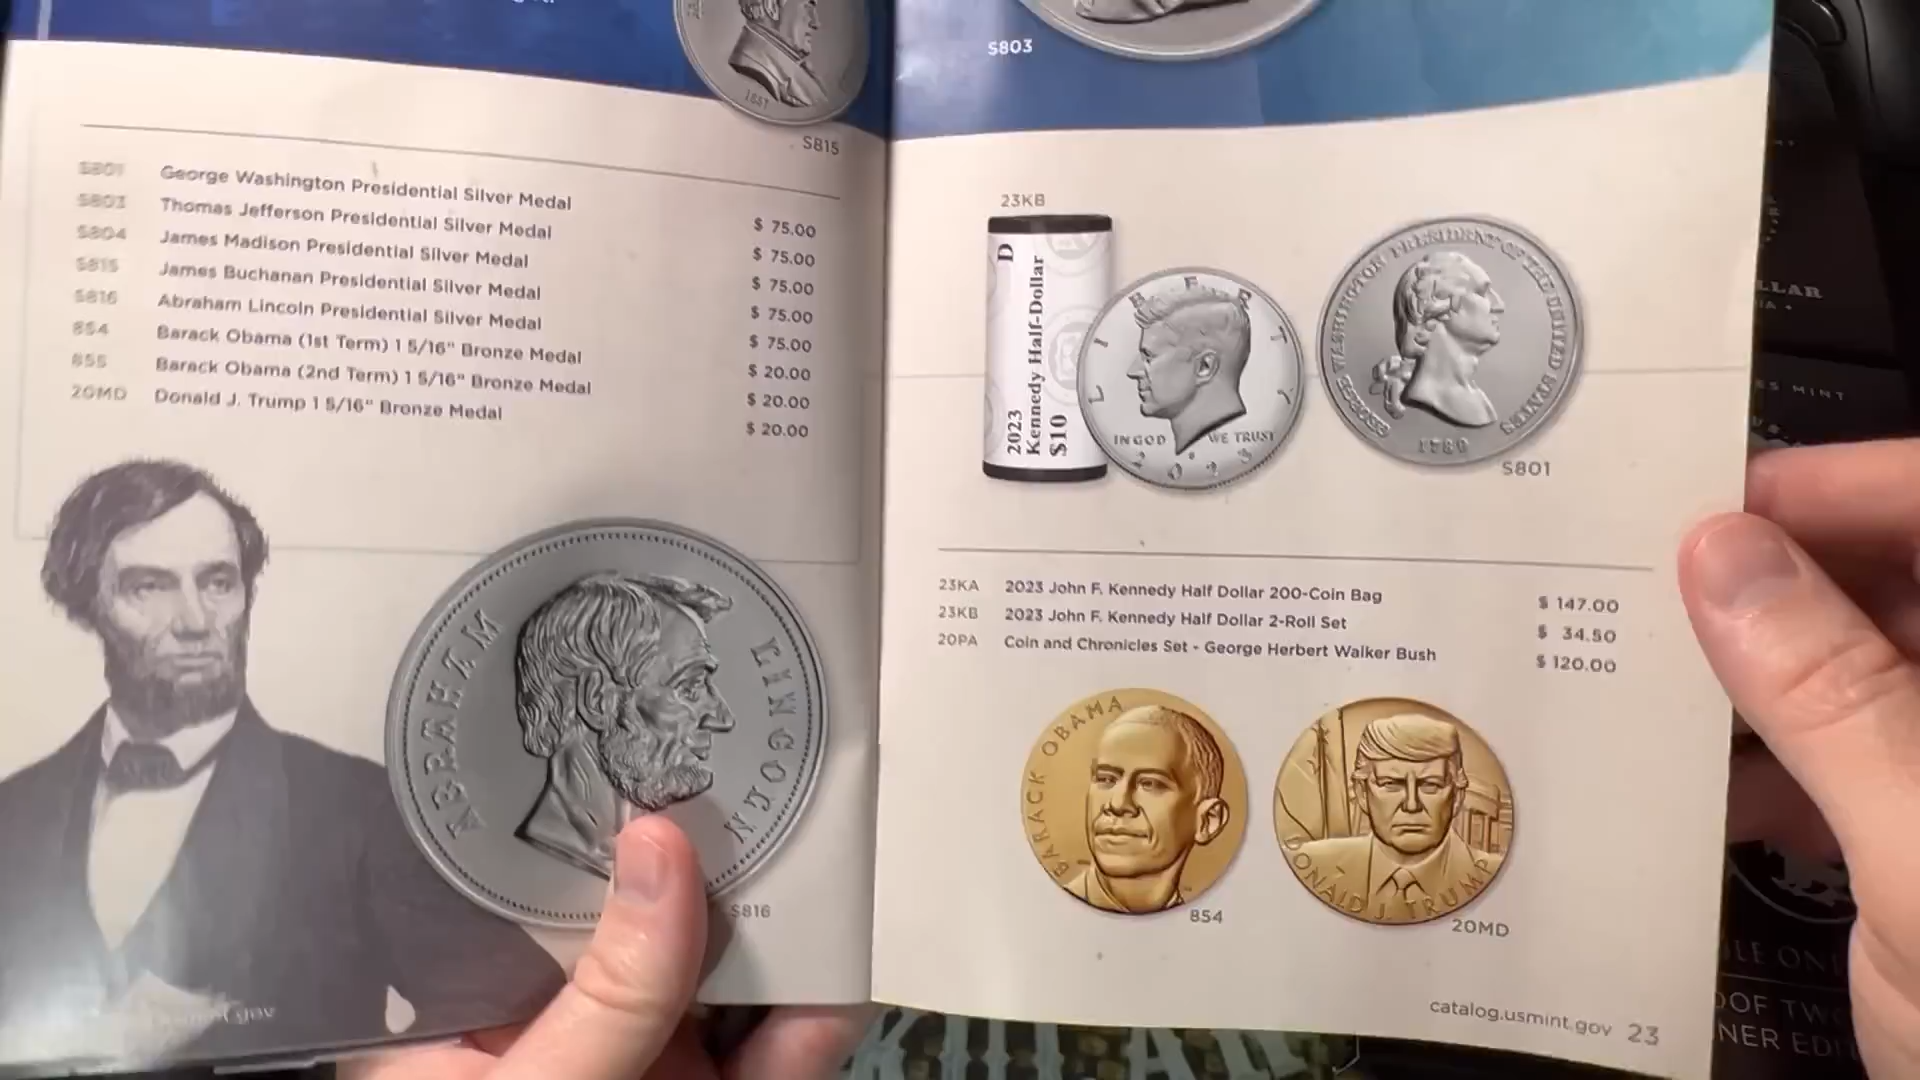 1857
S815
S801 George Washington Presidential Silver Medal $ 75.00
S803 Thomas Jefferson Presidential Silver Medal $ 75.00
S804 James Madison Presidential Silver Medal $ 75.00
S815 James Buchanan Presidential Silver Medal $ 75.00
S816 Abraham Lincoln Presidential Silver Medal $ 75.00
854 Barack Obama (1st Term) 1 5/16" Bronze Medal $ 20.00
855 Barack Obama (2nd Term) 1 5/16" Bronze Medal $ 20.00
20MD Donald J. Trump 1 5/16" Bronze Medal $ 20.00
ABRAHAM LINCOLN
S816
S803
23KB
2023 D
Kennedy Half-Dollar
$10
LIBERTY
IN GOD WE TRUST
2023
GEORGE WASHINGTON PRESIDENT OF THE UNITED STATES
1789
S801
23KA 2023 John F. Kennedy Half Dollar 200-Coin Bag $ 147.00
23KB 2023 John F. Kennedy Half Dollar 2-Roll Set $ 34.50
20PA Coin and Chronicles Set - George Herbert Walker Bush $ 120.00
BARACK OBAMA
854
DONALD J. TRUMP
20MD
catalog.usmint.gov 23
MINT